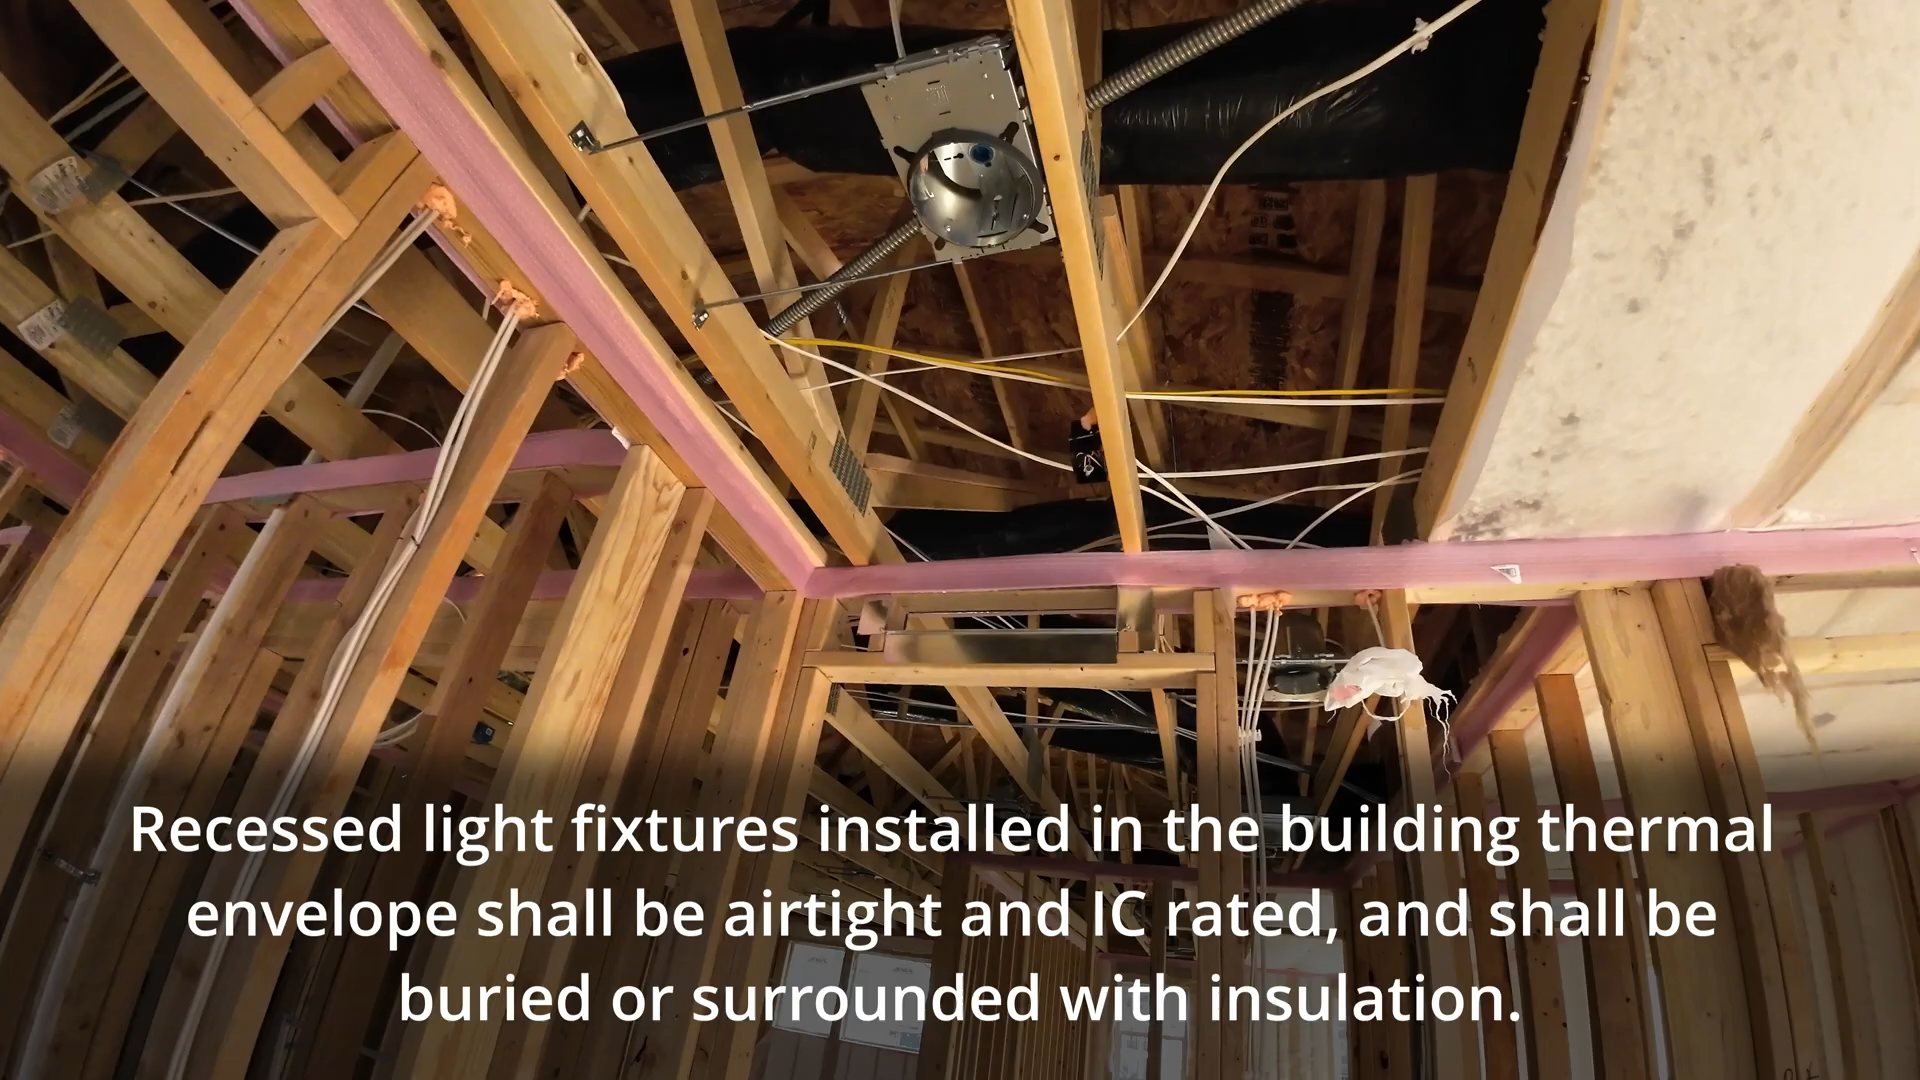 Recessed light fixtures installed in the building thermal
envelope shall be airtight and IC rated, and shall be
buried or surrounded with insulation.